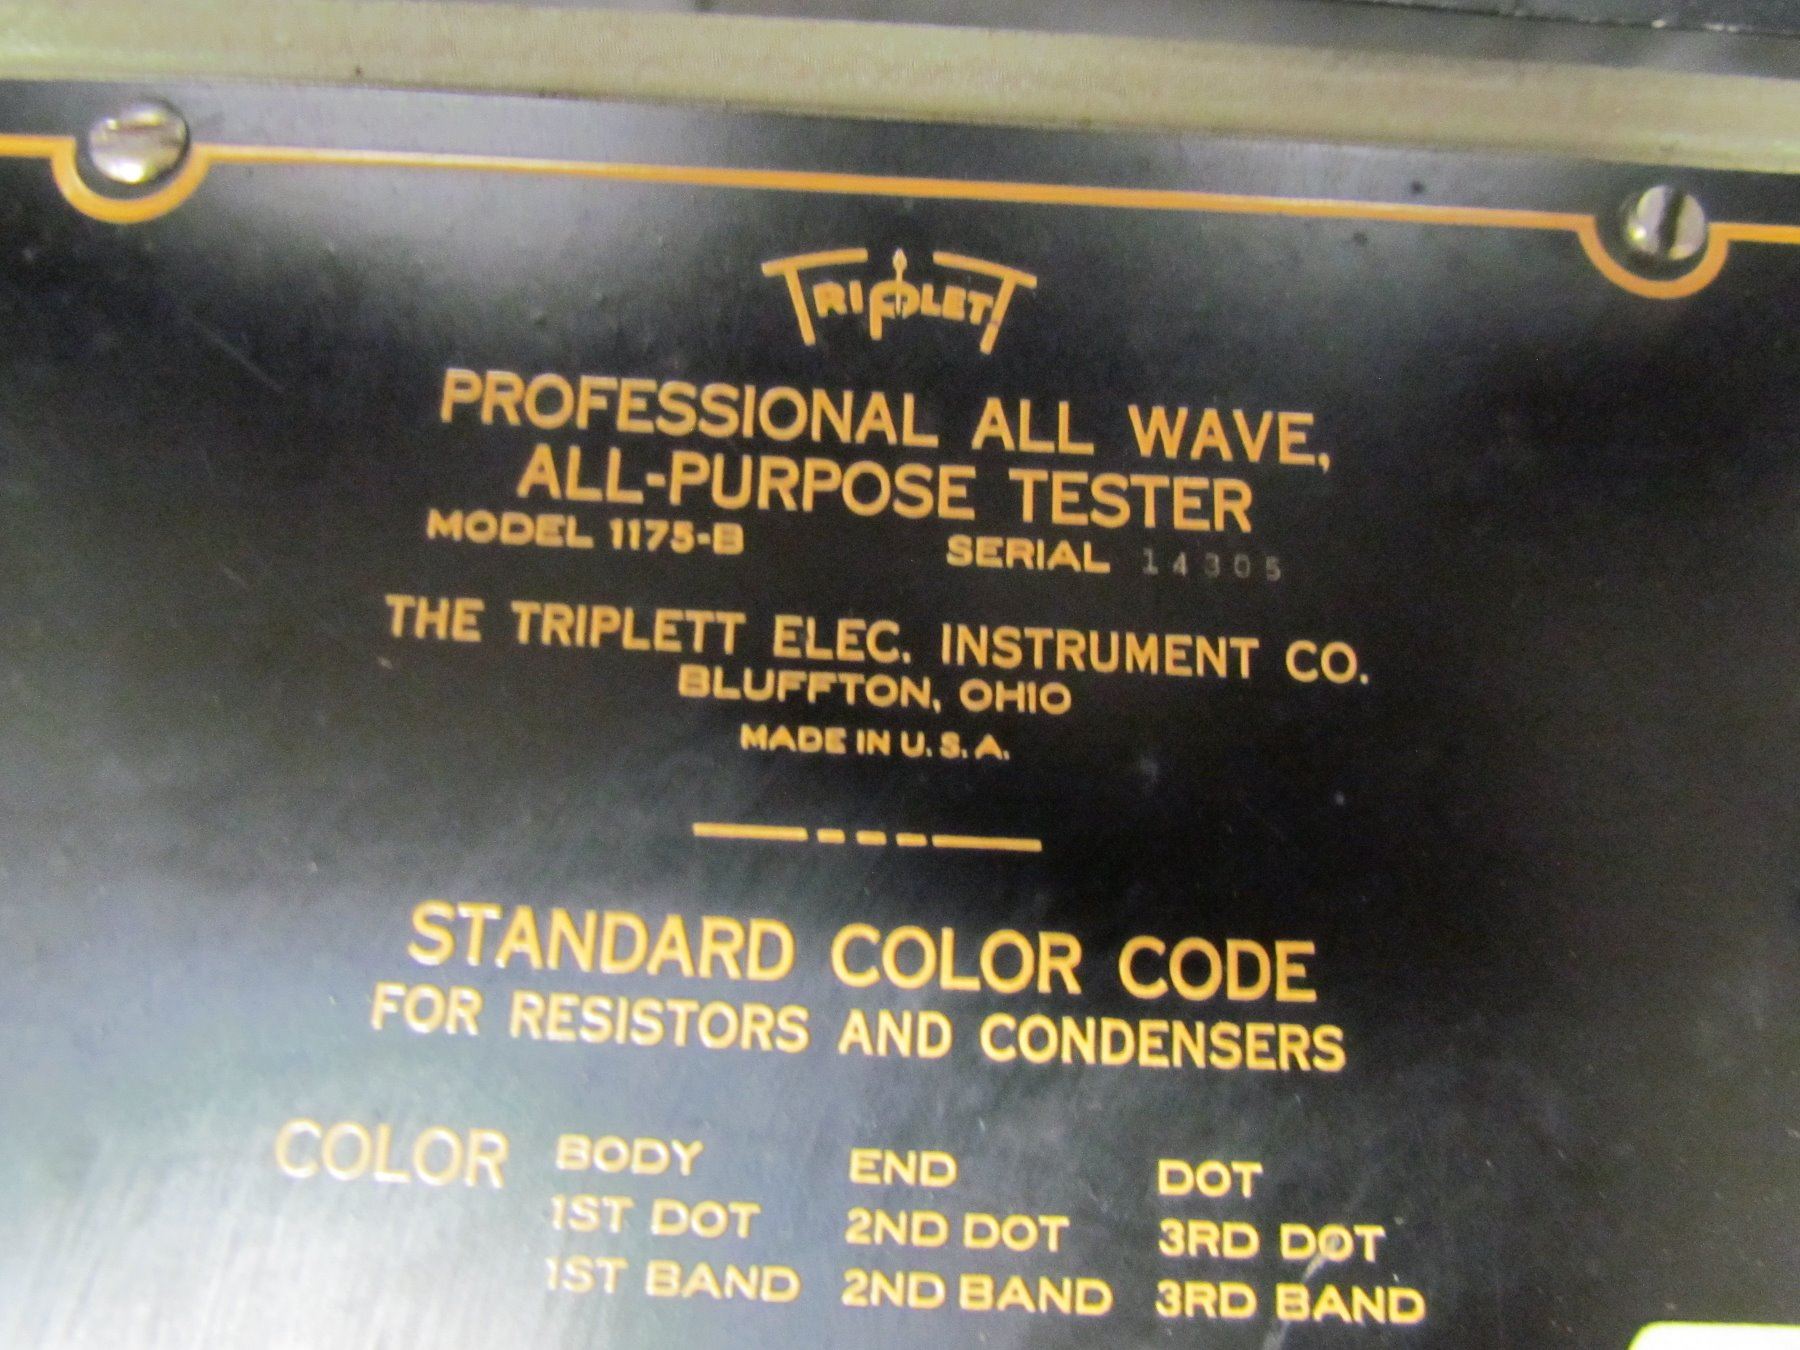 TRIPLETT
PROFESSIONAL ALL WAVE,
ALL-PURPOSE TESTER
MODEL 1175-B SERIAL 14305
THE TRIPLETT ELEC. INSTRUMENT CO.
BLUFFTON, OHIO
MADE IN U.S.A.
STANDARD COLOR CODE
FOR RESISTORS AND CONDENSERS
COLOR BODY END DOT
1ST DOT 2ND DOT 3RD DOT
1ST BAND 2ND BAND 3RD BAND